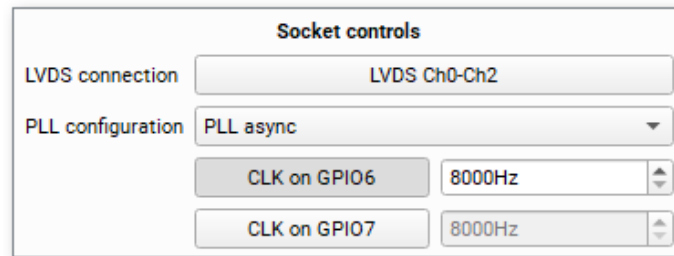 Socket controls
LVDS connection LVDS Ch0-Ch2
PLL configuration PLL async
CLK on GPIO6 8000Hz
CLK on GPIO7 8000Hz